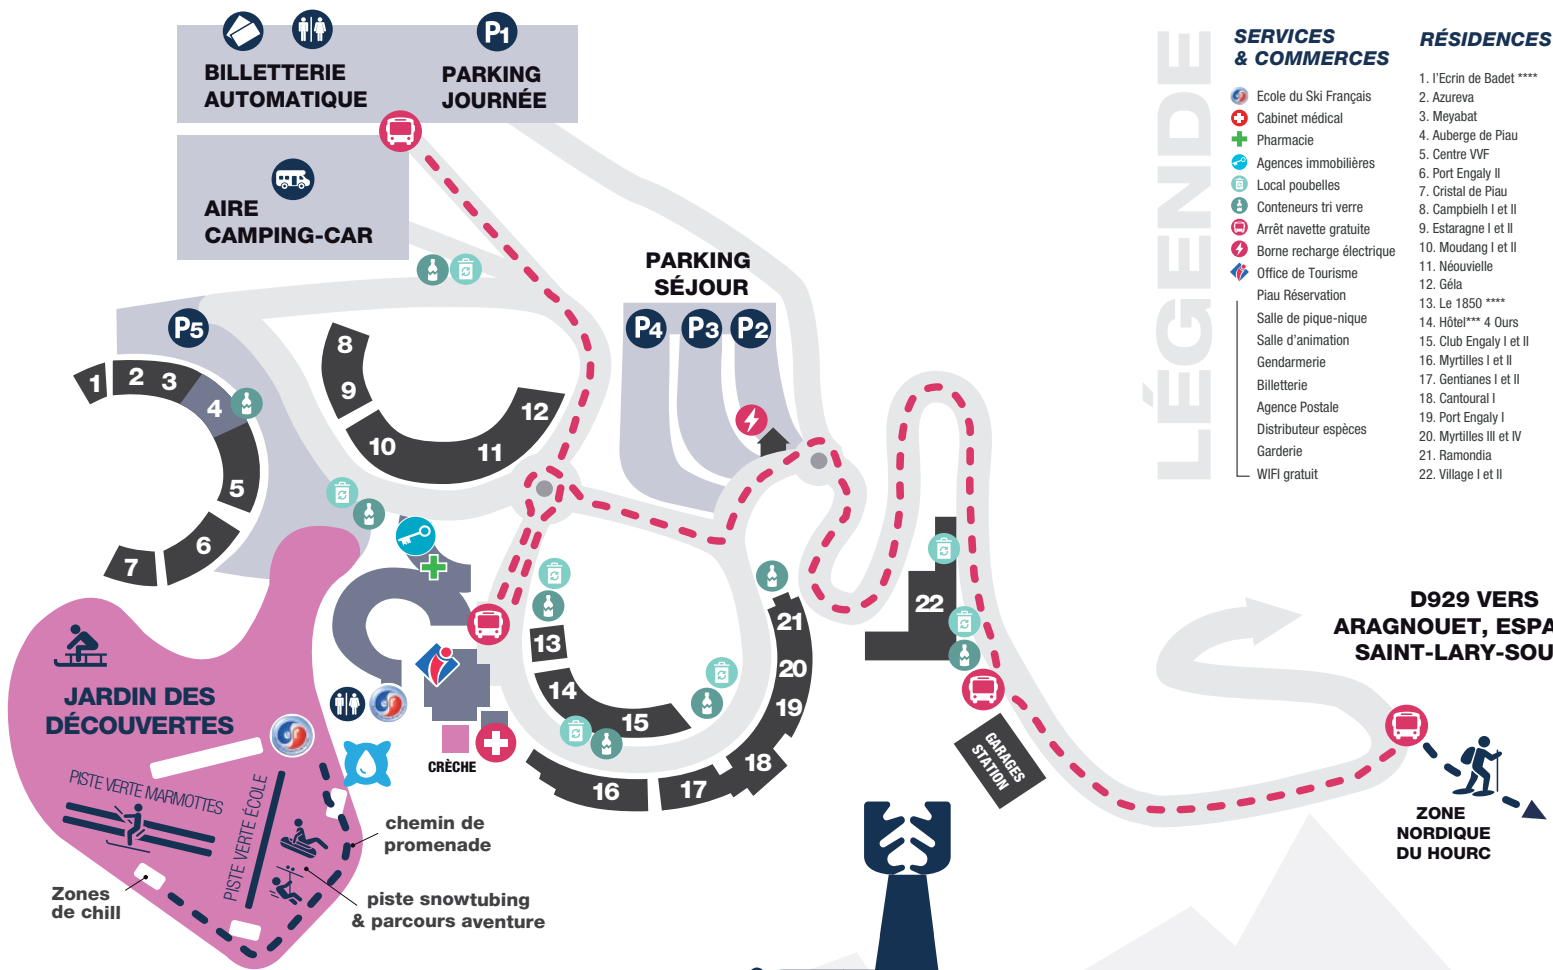 BILLETTERIE
AUTOMATIQUE
P1
PARKING
JOURNÉE
AIRE
CAMPING-CAR
PARKING
SÉJOUR
P4
P3
P2
P5
1
2
3
4
5
6
7
8
9
10
11
12
13
14
15
16
17
18
19
20
21
22
GARAGES
STATION
CRÈCHE
JARDIN DES
DÉCOUVERTES
PISTE VERTE MARMOTTES
PISTE VERTE ÉCOLE
chemin de
promenade
Zones
de chill
piste snowtubing
& parcours aventure
D929 VERS
ARAGNOUET, ESPA
SAINT-LARY-SOU
ZONE
NORDIQUE
DU HOURC
LÉGENDE
SERVICES
& COMMERCES
Ecole du Ski Français
Cabinet médical
Pharmacie
Agences immobilières
Local poubelles
Conteneurs tri verre
Arrêt navette gratuite
Borne recharge électrique
Office de Tourisme
Piau Réservation
Salle de pique-nique
Salle d'animation
Gendarmerie
Billetterie
Agence Postale
Distributeur espèces
Garderie
WIFI gratuit
RÉSIDENCES
1. l'Ecrin de Badet ****
2. Azureva
3. Meyabat
4. Auberge de Piau
5. Centre VVF
6. Port Engaly II
7. Cristal de Piau
8. Campbielh I et II
9. Estaragne I et II
10. Moudang I et II
11. Néouvielle
12. Géla
13. Le 1850 ****
14. Hôtel*** 4 Ours
15. Club Engaly I et II
16. Myrtilles I et II
17. Gentianes I et II
18. Cantoural I
19. Port Engaly I
20. Myrtilles III et IV
21. Ramondia
22. Village I et II